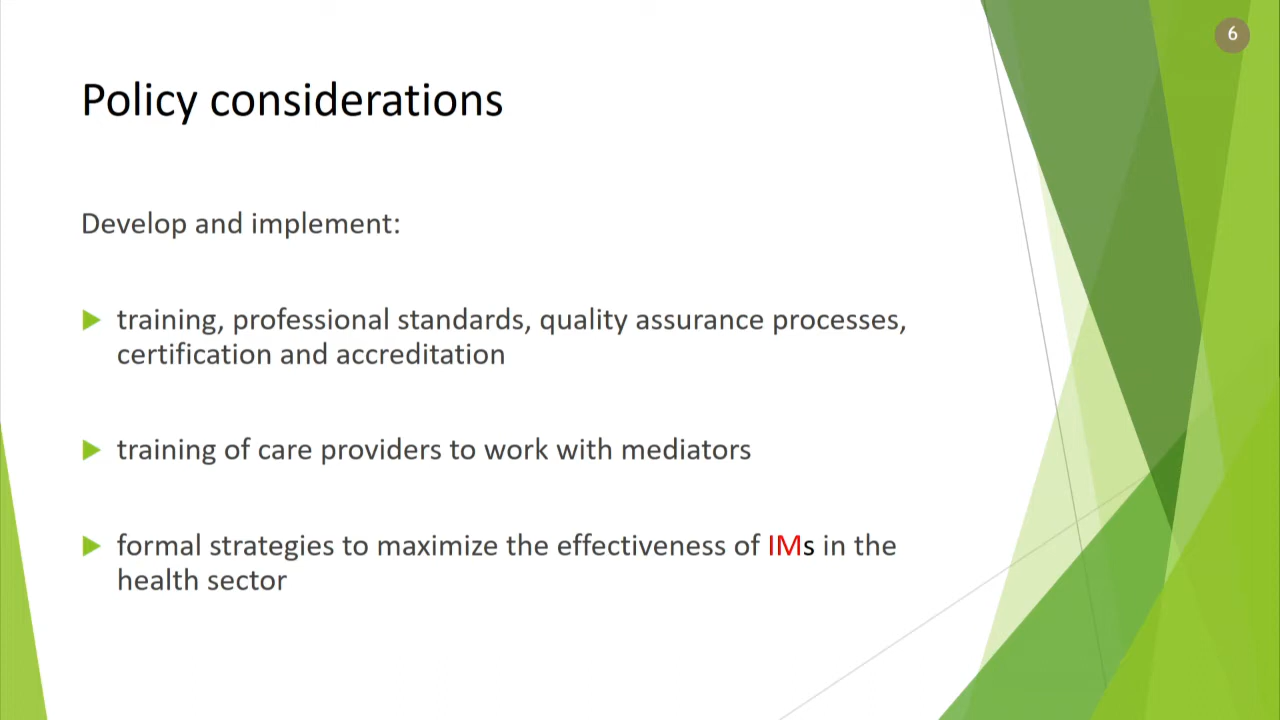 6
Policy considerations
Develop and implement:
training, professional standards, quality assurance processes,
certification and accreditation
training of care providers to work with mediators
formal strategies to maximize the effectiveness of IMs in the
health sector